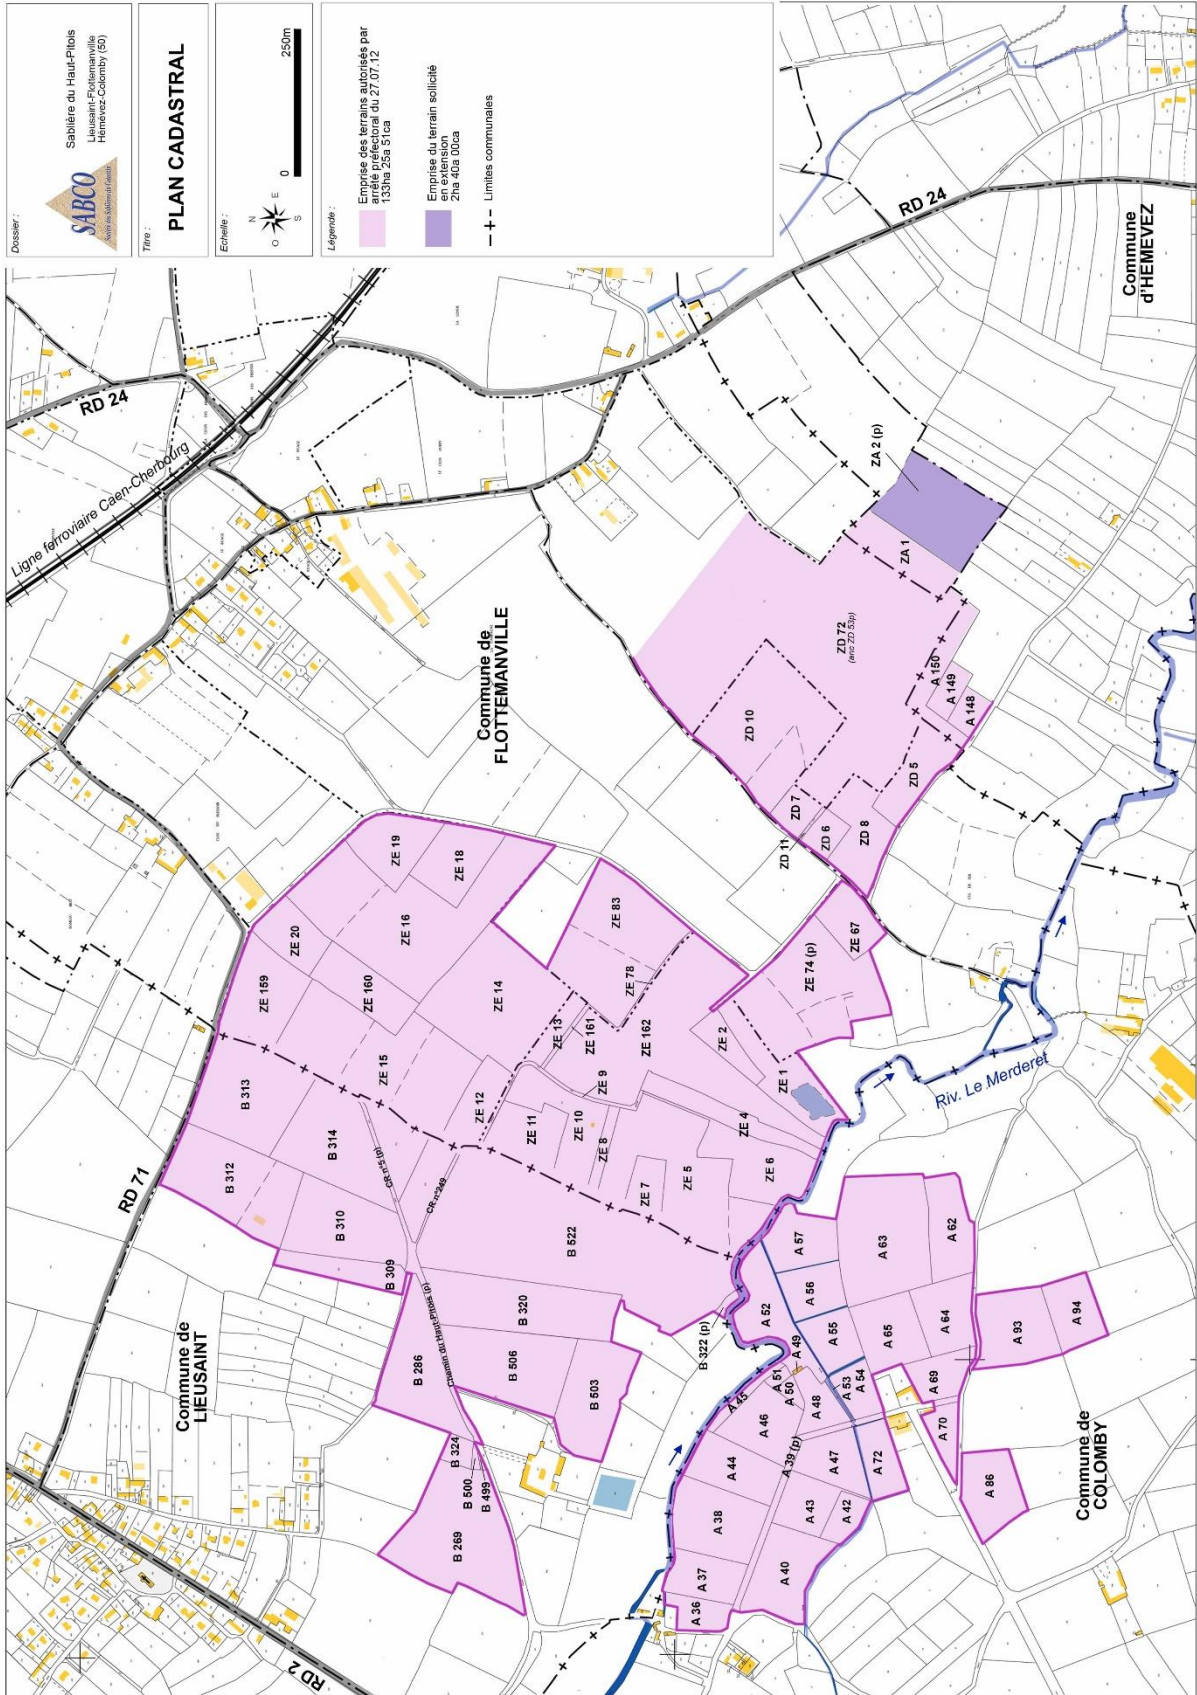 Dossier :
SABCO
Sablière du Haut-Pitois
Lieusaint-Flottemanville
Hémévez-Colomby (50)
Titre :
PLAN CADASTRAL
Echelle :
N
O
E
S
0
250m
Légende :
Emprise des terrains autorisés par
arrêté préfectoral du 27.07.12
133ha 25a 51ca
Emprise du terrain sollicité
en extension
2ha 40a 00ca
Limites communales
RD 2
RD 71
RD 24
RD 24
Ligne ferroviaire Caen-Cherbourg
Commune de
LIEUSAINT
Commune de
FLOTTEMANVILLE
Commune
d'HEMEVEZ
Commune de
COLOMBY
Riv. Le Merderet
Chemin du Haut-Pitois (p)
CR n°5 (p)
CR n°249
B 269
B 324
B 500
B 499
B 286
B 309
B 310
B 312
B 313
B 314
B 320
B 506
B 503
B 522
B 322 (p)
ZE 159
ZE 20
ZE 19
ZE 18
ZE 16
ZE 160
ZE 15
ZE 14
ZE 12
ZE 13
ZE 161
ZE 11
ZE 10
ZE 9
ZE 8
ZE 7
ZE 5
ZE 6
ZE 4
ZE 162
ZE 78
ZE 83
ZE 2
ZE 1
ZE 74 (p)
ZE 67
ZD 11
ZD 7
ZD 6
ZD 8
ZD 5
ZD 10
ZD 72
(anc ZD 53p)
ZA 1
ZA 2 (p)
A 150
A 149
A 148
A 36
A 37
A 38
A 40
A 42
A 43
A 39 (p)
A 44
A 45
A 46
A 47
A 48
A 49
A 50
A 51
A 52
A 53
A 54
A 55
A 56
A 57
A 62
A 63
A 64
A 65
A 69
A 70
A 72
A 86
A 93
A 94